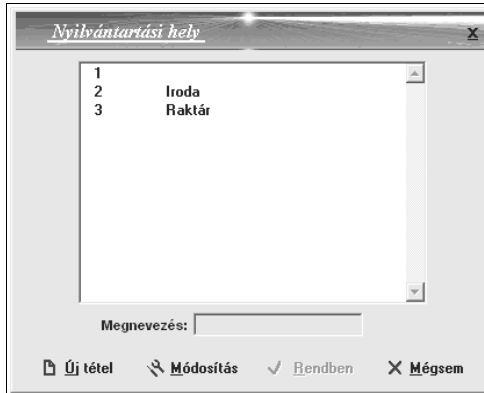 Nyilvántartási hely
X
1
2 Iroda
3 Raktár
Megnevezés:
Új tétel Módosítás Rendben Mégsem